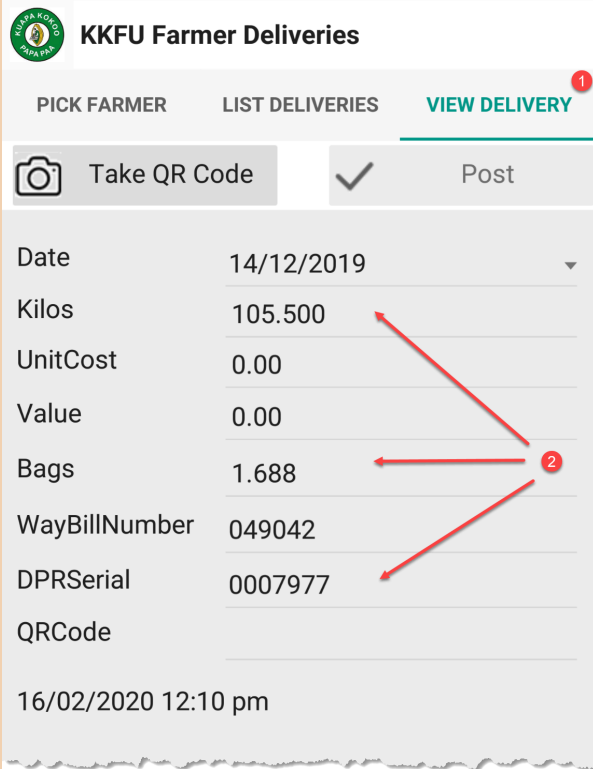 KUAPA KOKOO
PAPA PAA
KKFU Farmer Deliveries
1
PICK FARMER LIST DELIVERIES VIEW DELIVERY
Take QR Code Post
Date 14/12/2019
Kilos 105.500
UnitCost 0.00
Value 0.00
Bags 1.688
2
WayBillNumber 049042
DPRSerial 0007977
QRCode
16/02/2020 12:10 pm